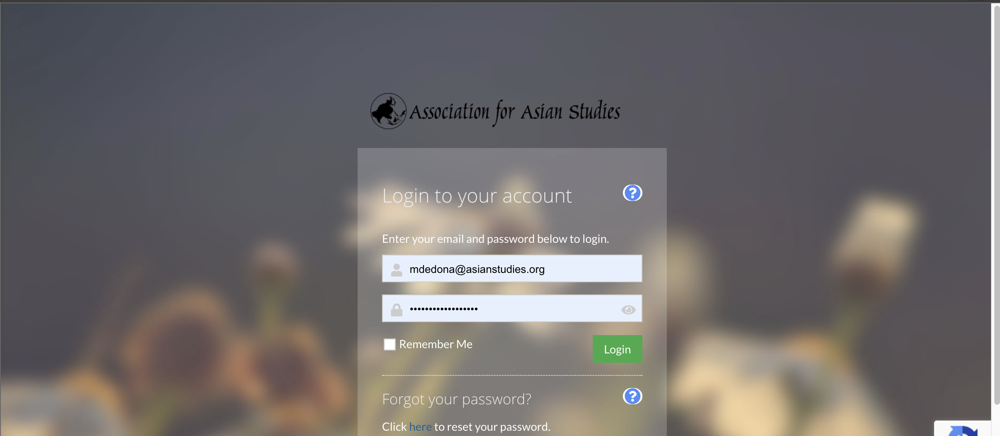 Association for Asian Studies
Login to your account
?
Enter your email and password below to login.
mdedona@asianstudies.org
••••••••••••••••••
Remember Me
Login
Forgot your password?
?
Click here to reset your password.